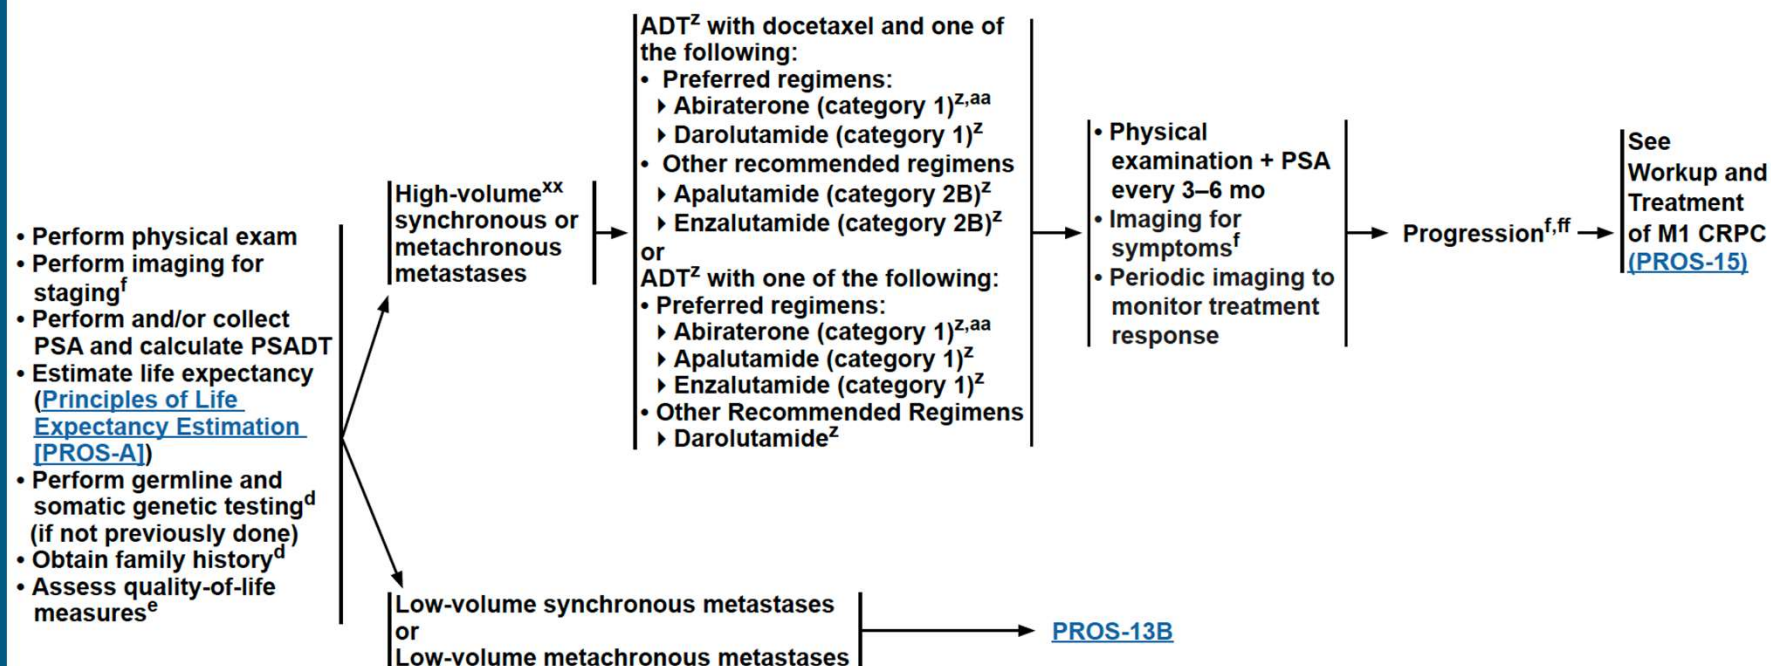 • Perform physical exam
• Perform imaging for
staging^f
• Perform and/or collect
PSA and calculate PSADT
• Estimate life expectancy
(Principles of Life
Expectancy Estimation
[PROS-A])
• Perform germline and
somatic genetic testing^d
(if not previously done)
• Obtain family history^d
• Assess quality-of-life
measures^e
High-volume^xx
synchronous or
metachronous
metastases
ADT^z with docetaxel and one of
the following:
• Preferred regimens:
▸ Abiraterone (category 1)^z,aa
▸ Darolutamide (category 1)^z
• Other recommended regimens
▸ Apalutamide (category 2B)^z
▸ Enzalutamide (category 2B)^z
or
ADT^z with one of the following:
• Preferred regimens:
▸ Abiraterone (category 1)^z,aa
▸ Apalutamide (category 1)^z
▸ Enzalutamide (category 1)^z
• Other Recommended Regimens
▸ Darolutamide^z
• Physical
examination + PSA
every 3–6 mo
• Imaging for
symptoms^f
• Periodic imaging to
monitor treatment
response
Progression^f,ff
See
Workup and
Treatment
of M1 CRPC
(PROS-15)
Low-volume synchronous metastases
or
Low-volume metachronous metastases
PROS-13B